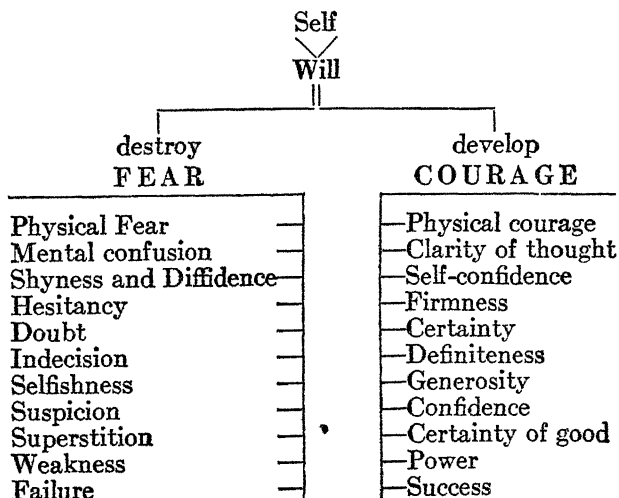 Self
Will
destroy
FEAR
Physical Fear
Mental confusion
Shyness and Diffidence
Hesitancy
Doubt
Indecision
Selfishness
Suspicion
Superstition
Weakness
Failure
develop
COURAGE
Physical courage
Clarity of thought
Self-confidence
Firmness
Certainty
Definiteness
Generosity
Confidence
Certainty of good
Power
Success